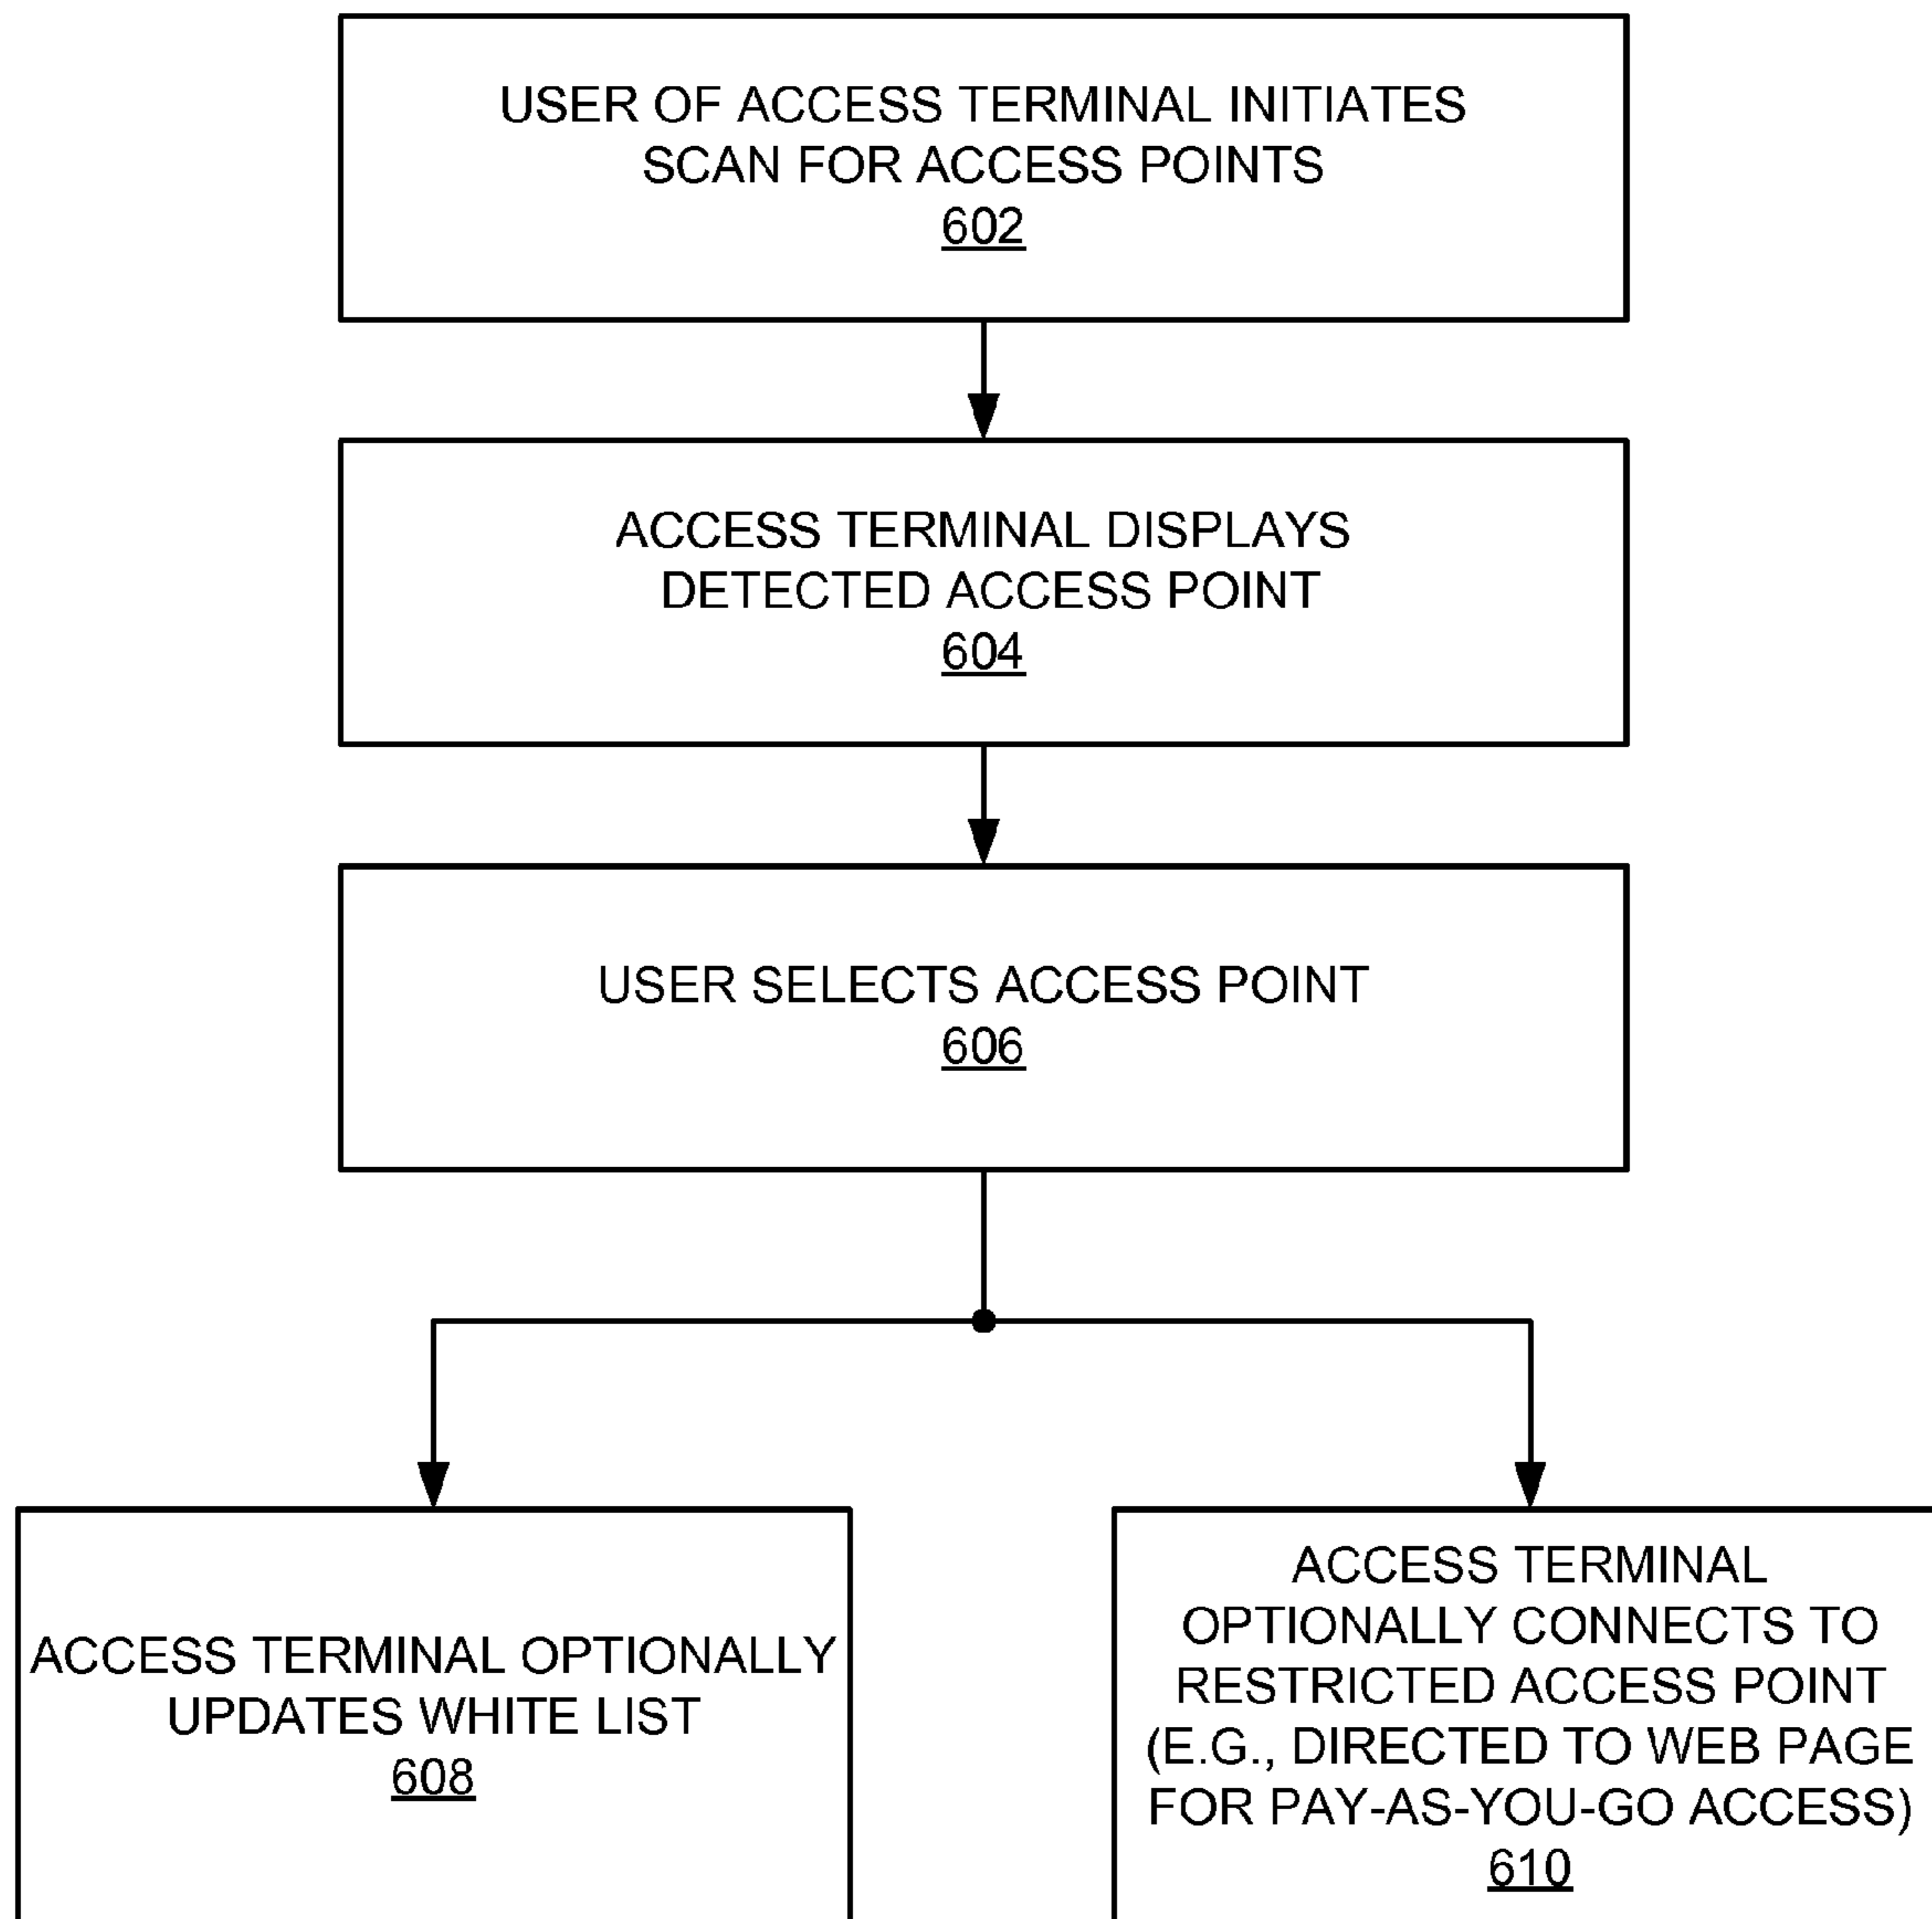 USER OF ACCESS TERMINAL INITIATES
SCAN FOR ACCESS POINTS
602
ACCESS TERMINAL DISPLAYS
DETECTED ACCESS POINT
604
USER SELECTS ACCESS POINT
606
ACCESS TERMINAL OPTIONALLY
UPDATES WHITE LIST
608
ACCESS TERMINAL
OPTIONALLY CONNECTS TO
RESTRICTED ACCESS POINT
(E.G., DIRECTED TO WEB PAGE
FOR PAY-AS-YOU-GO ACCESS)
610